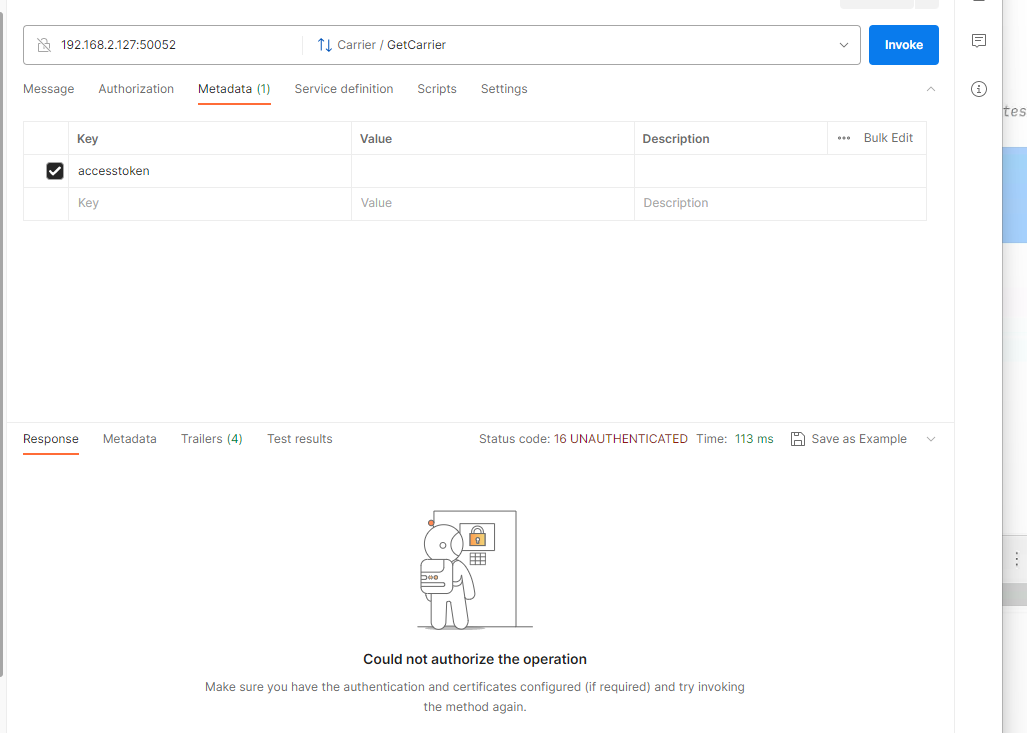 192.168.2.127:50052 Carrier / GetCarrier Invoke
Message Authorization Metadata (1) Service definition Scripts Settings
Key Value Description ••• Bulk Edit
accesstoken
Key Value Description
Response Metadata Trailers (4) Test results Status code: 16 UNAUTHENTICATED Time: 113 ms Save as Example
Could not authorize the operation
Make sure you have the authentication and certificates configured (if required) and try invoking
the method again.